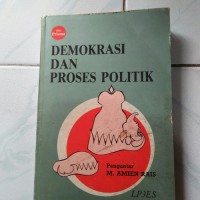 DEMOKRASI
DAN
PROSES POLITIK
Pengantar
M. AMIEN RAIS
LP3ES